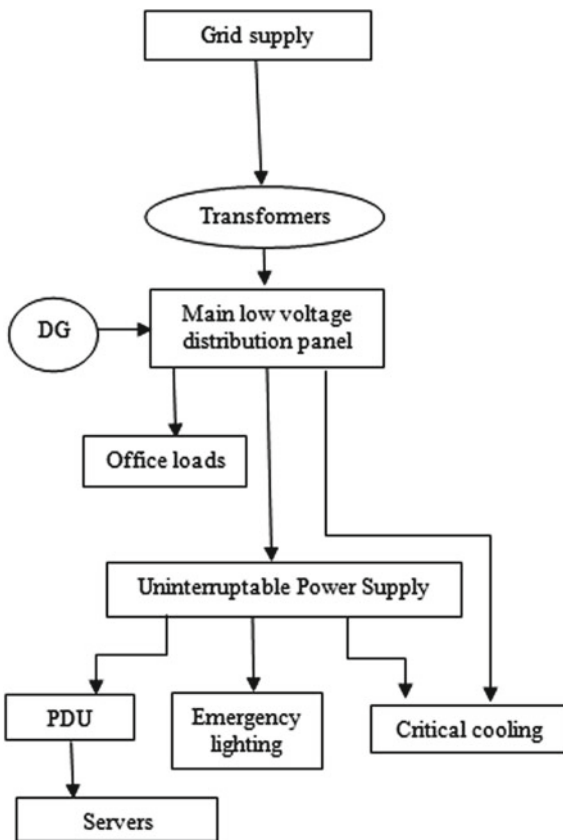 Grid supply
Transformers
DG
Main low voltage
distribution panel
Office loads
Uninterruptable Power Supply
PDU
Emergency
lighting
Critical cooling
Servers